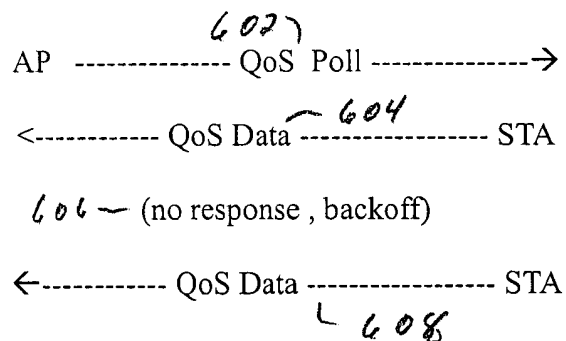 602
AP -------------- QoS Poll --------------→
<------------ QoS Data ----------------- STA
604
606 — (no response , backoff)
←------------ QoS Data ----------------- STA
608